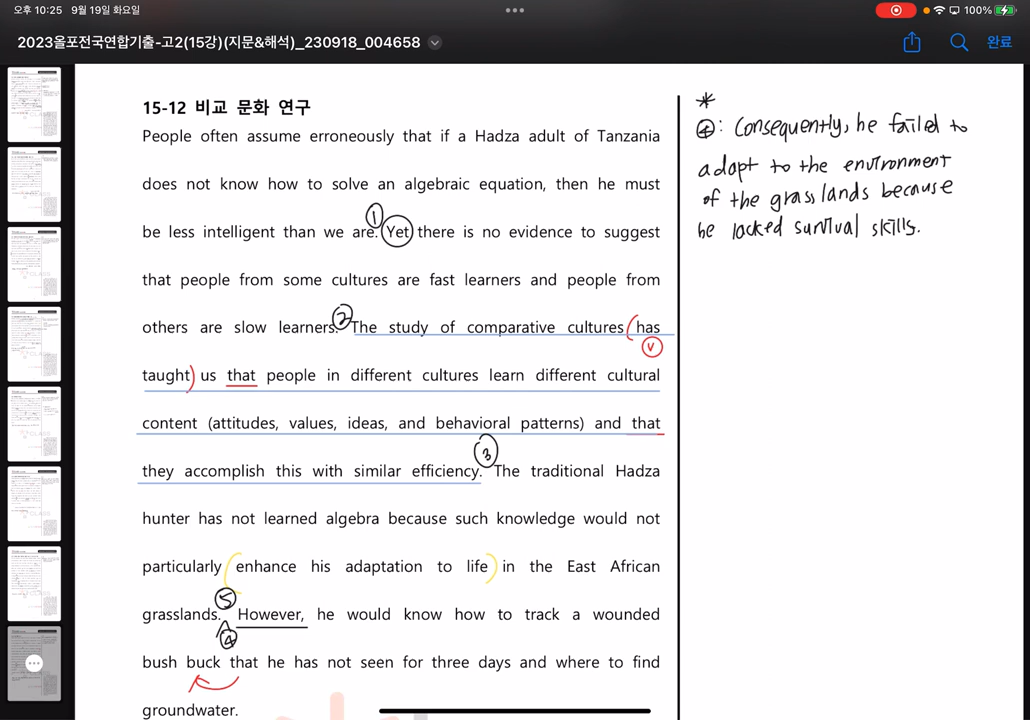 오후 10:25 9월 19일 화요일
100%
2023올포전국연합기출-고2(15강)(지문&해석)_230918_004658
완료
15-12 비교 문화 연구
People often assume erroneously that if a Hadza adult of Tanzania
does not know how to solve an algebraic equation, then he must
①
be less intelligent than we are. Yet there is no evidence to suggest
that people from some cultures are fast learners and people from
②
others are slow learners. The study of comparative cultures (has
v
taught) us that people in different cultures learn different cultural
content (attitudes, values, ideas, and behavioral patterns) and that
③
they accomplish this with similar efficiency. The traditional Hadza
hunter has not learned algebra because such knowledge would not
particularly (enhance his adaptation to life) in the East African
⑤
grasslands. However, he would know how to track a wounded
④
bush buck that he has not seen for three days and where to find
groundwater.
*
④: Consequently, he failed to
adapt to the environment
of the grasslands because
he lacked survival skills.